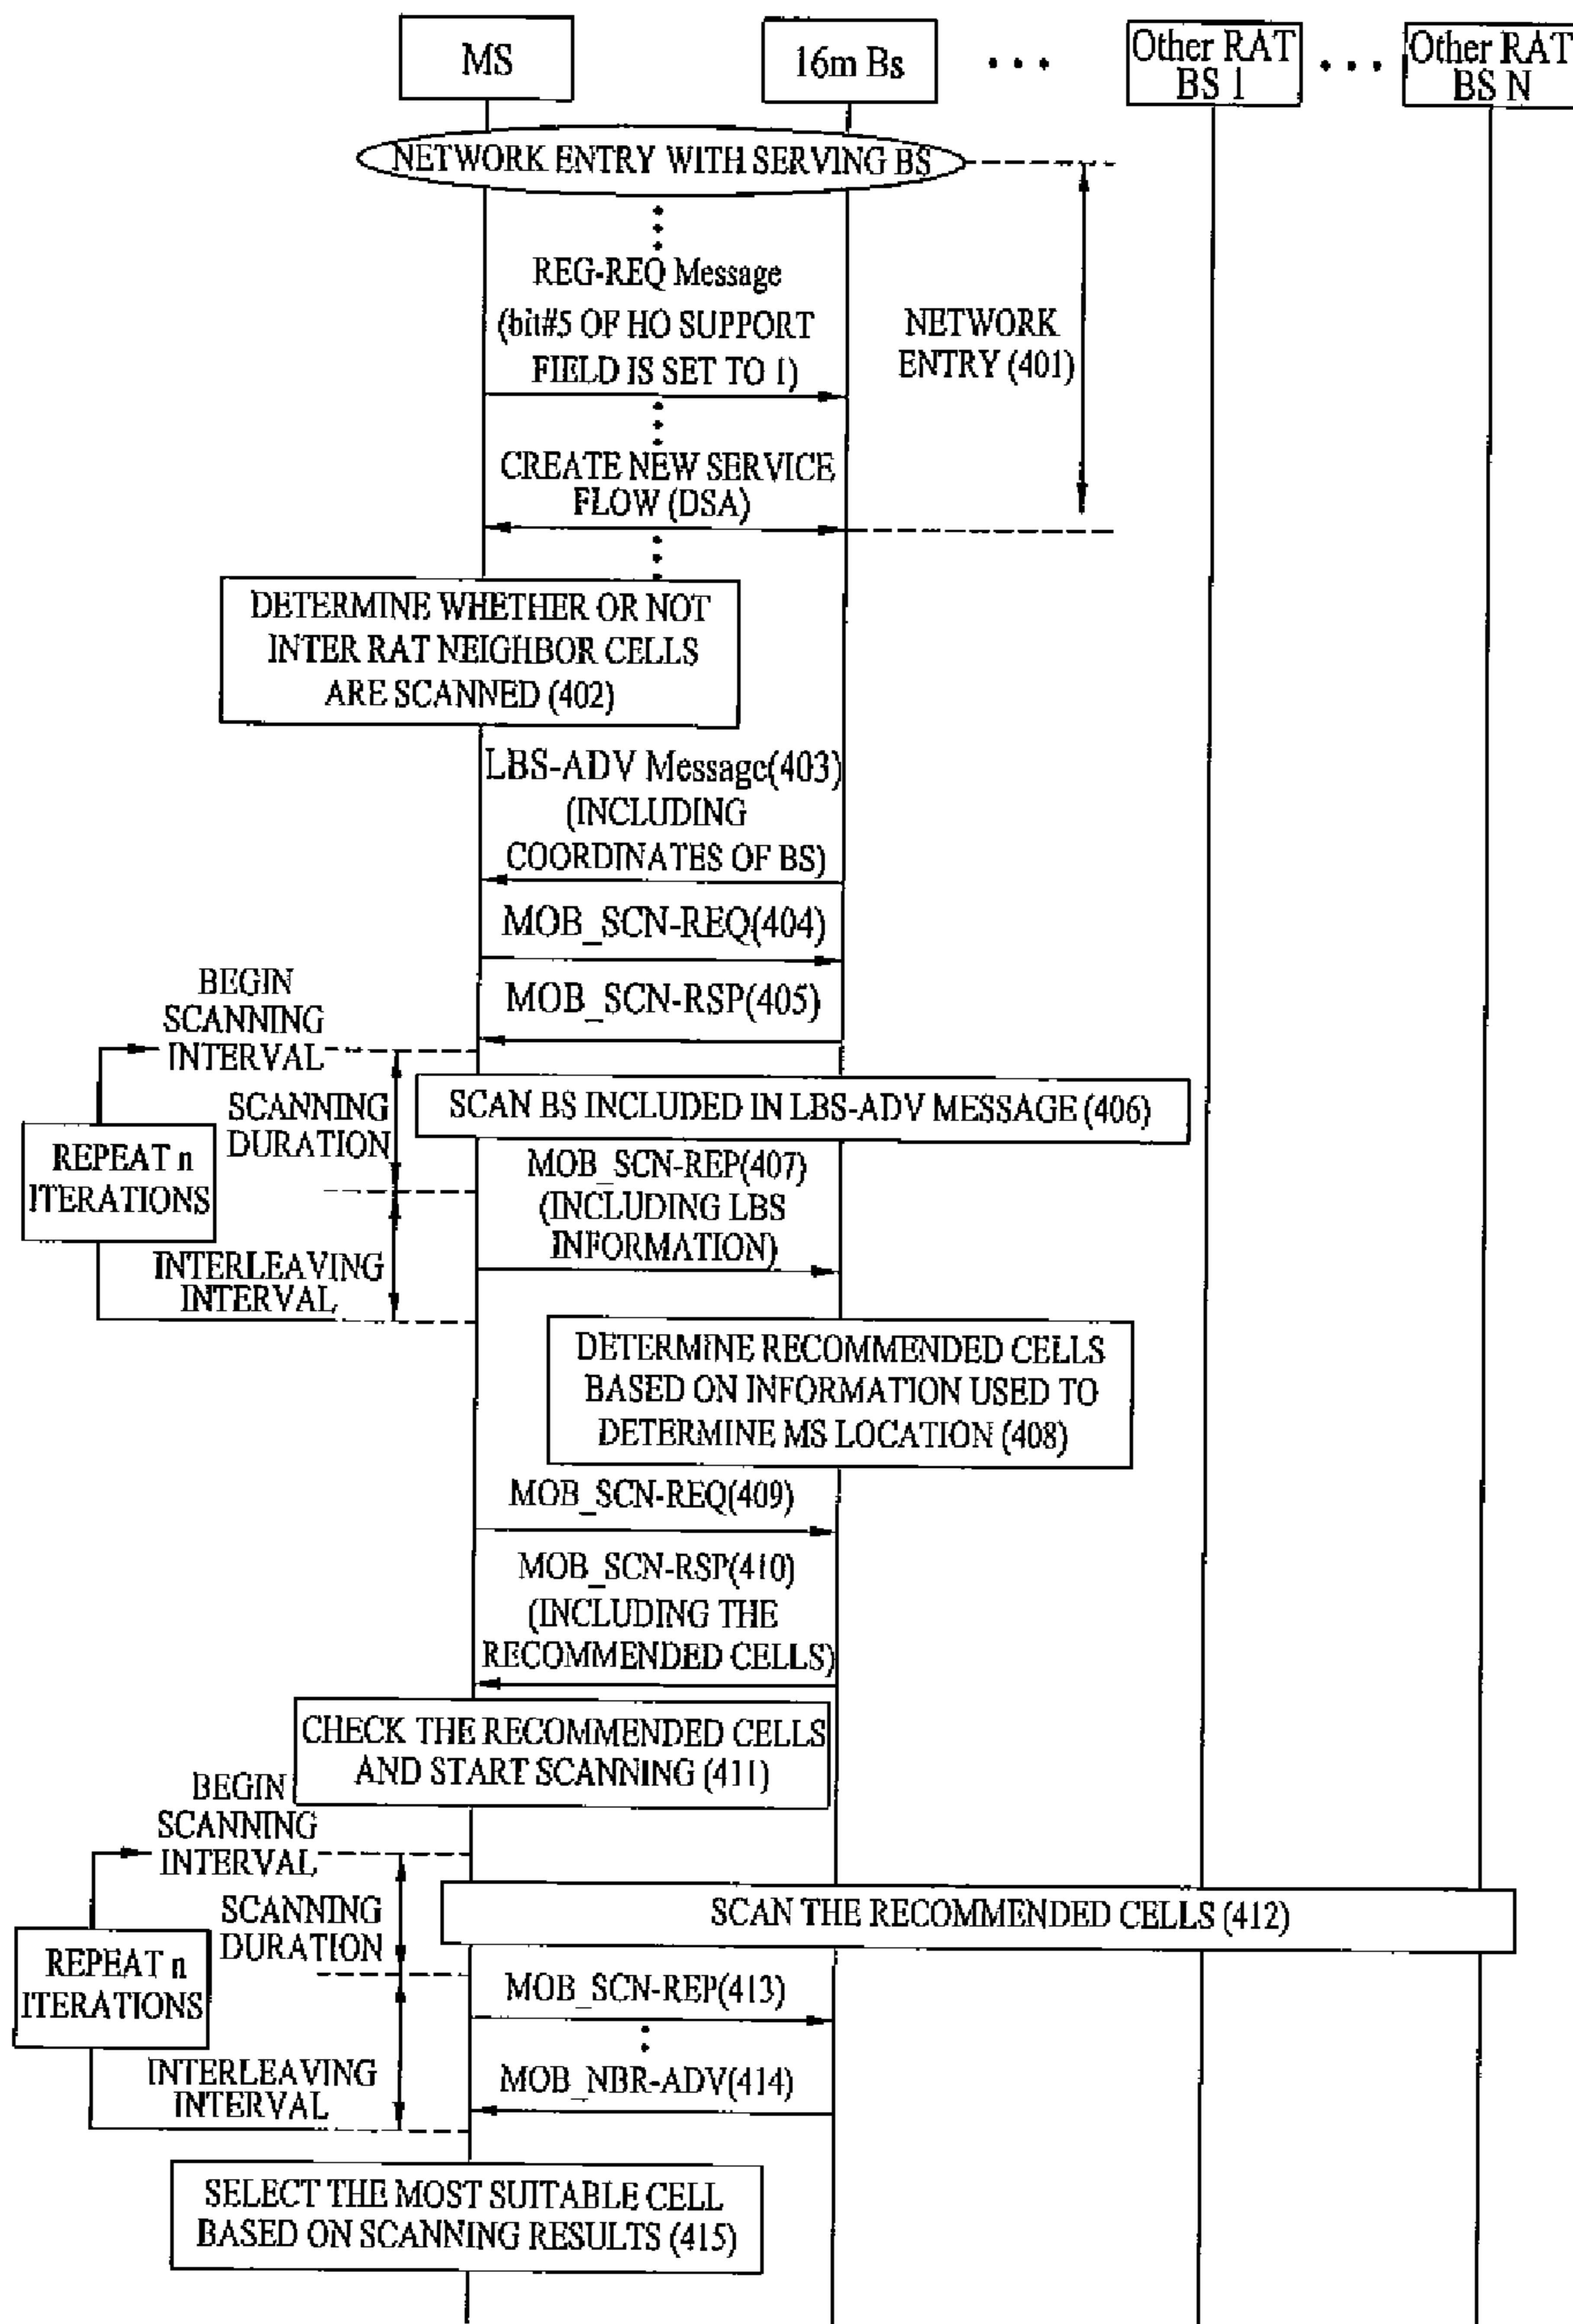 MS
16m Bs
Other RAT
BS 1
Other RAT
BS N
NETWORK ENTRY WITH SERVING BS
REG-REQ Message
(bit#5 OF HO SUPPORT
FIELD IS SET TO 1)
NETWORK
ENTRY (401)
CREATE NEW SERVICE
FLOW (DSA)
DETERMINE WHETHER OR NOT
INTER RAT NEIGHBOR CELLS
ARE SCANNED (402)
LBS-ADV Message(403)
(INCLUDING
COORDINATES OF BS)
MOB_SCN-REQ(404)
MOB_SCN-RSP(405)
BEGIN
SCANNING
INTERVAL
SCAN BS INCLUDED IN LBS-ADV MESSAGE (406)
SCANNING
DURATION
REPEAT n
ITERATIONS
MOB_SCN-REP(407)
(INCLUDING LBS
INFORMATION)
INTERLEAVING
INTERVAL
DETERMINE RECOMMENDED CELLS
BASED ON INFORMATION USED TO
DETERMINE MS LOCATION (408)
MOB_SCN-REQ(409)
MOB_SCN-RSP(410)
(INCLUDING THE
RECOMMENDED CELLS)
CHECK THE RECOMMENDED CELLS
AND START SCANNING (411)
BEGIN
SCANNING
INTERVAL
SCAN THE RECOMMENDED CELLS (412)
SCANNING
DURATION
REPEAT n
ITERATIONS
MOB_SCN-REP(413)
MOB_NBR-ADV(414)
INTERLEAVING
INTERVAL
SELECT THE MOST SUITABLE CELL
BASED ON SCANNING RESULTS (415)